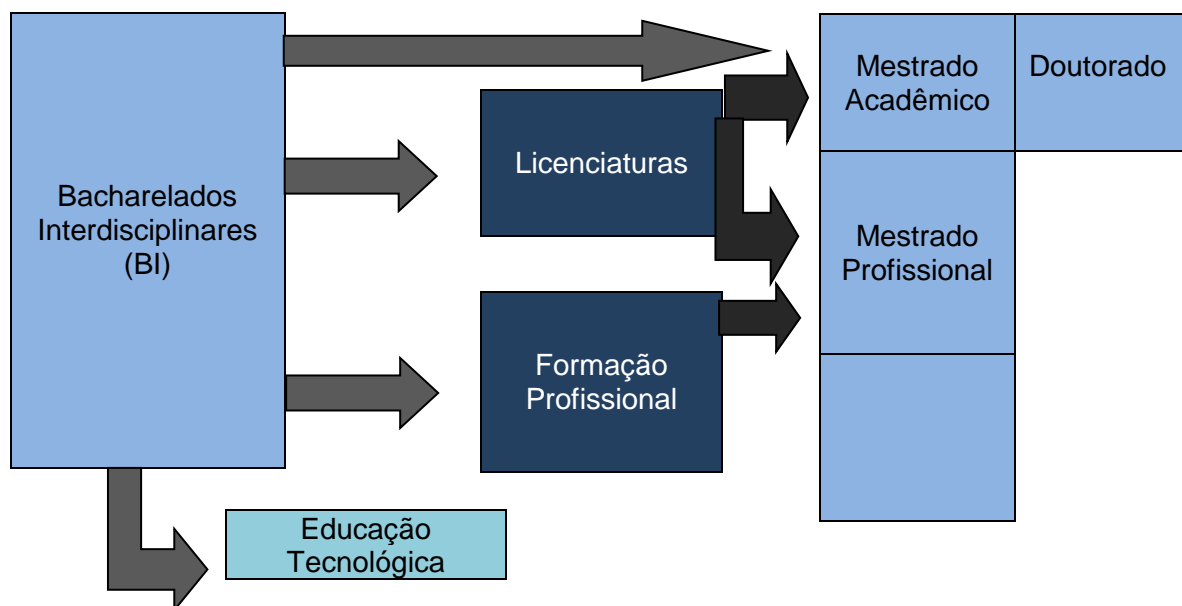 Bacharelados
Interdisciplinares
(BI)
Licenciaturas
Formação
Profissional
Educação
Tecnológica
Mestrado
Acadêmico
Doutorado
Mestrado
Profissional